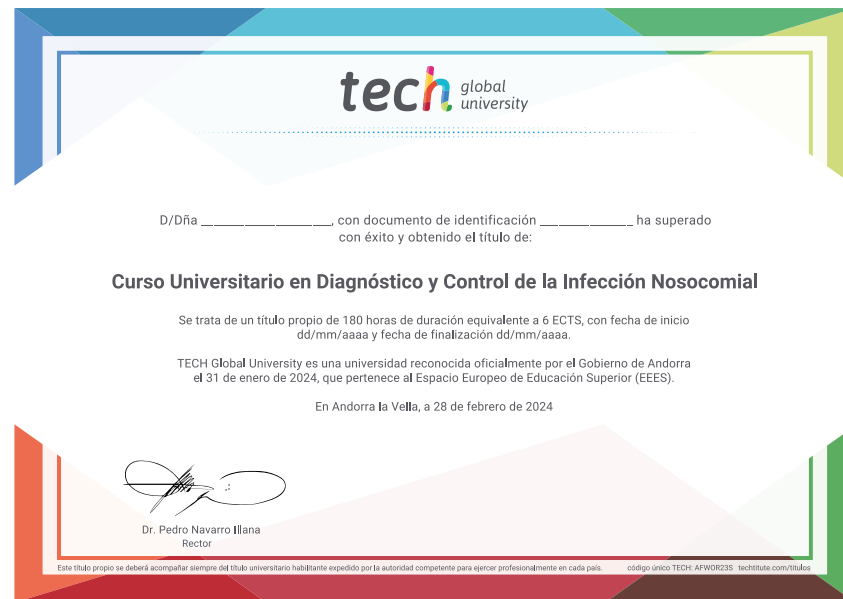 tech global
university
D/Dña ______________________, con documento de identificación ________________ ha superado
con éxito y obtenido el título de:
Curso Universitario en Diagnóstico y Control de la Infección Nosocomial
Se trata de un título propio de 180 horas de duración equivalente a 6 ECTS, con fecha de inicio
dd/mm/aaaa y fecha de finalización dd/mm/aaaa.
TECH Global University es una universidad reconocida oficialmente por el Gobierno de Andorra
el 31 de enero de 2024, que pertenece al Espacio Europeo de Educación Superior (EEES).
En Andorra la Vella, a 28 de febrero de 2024
Dr. Pedro Navarro Illana
Rector
Este título propio se deberá acompañar siempre del título universitario habilitante expedido por la autoridad competente para ejercer profesionalmente en cada país. código único TECH: AFWOR23S techtitute.com/titulos